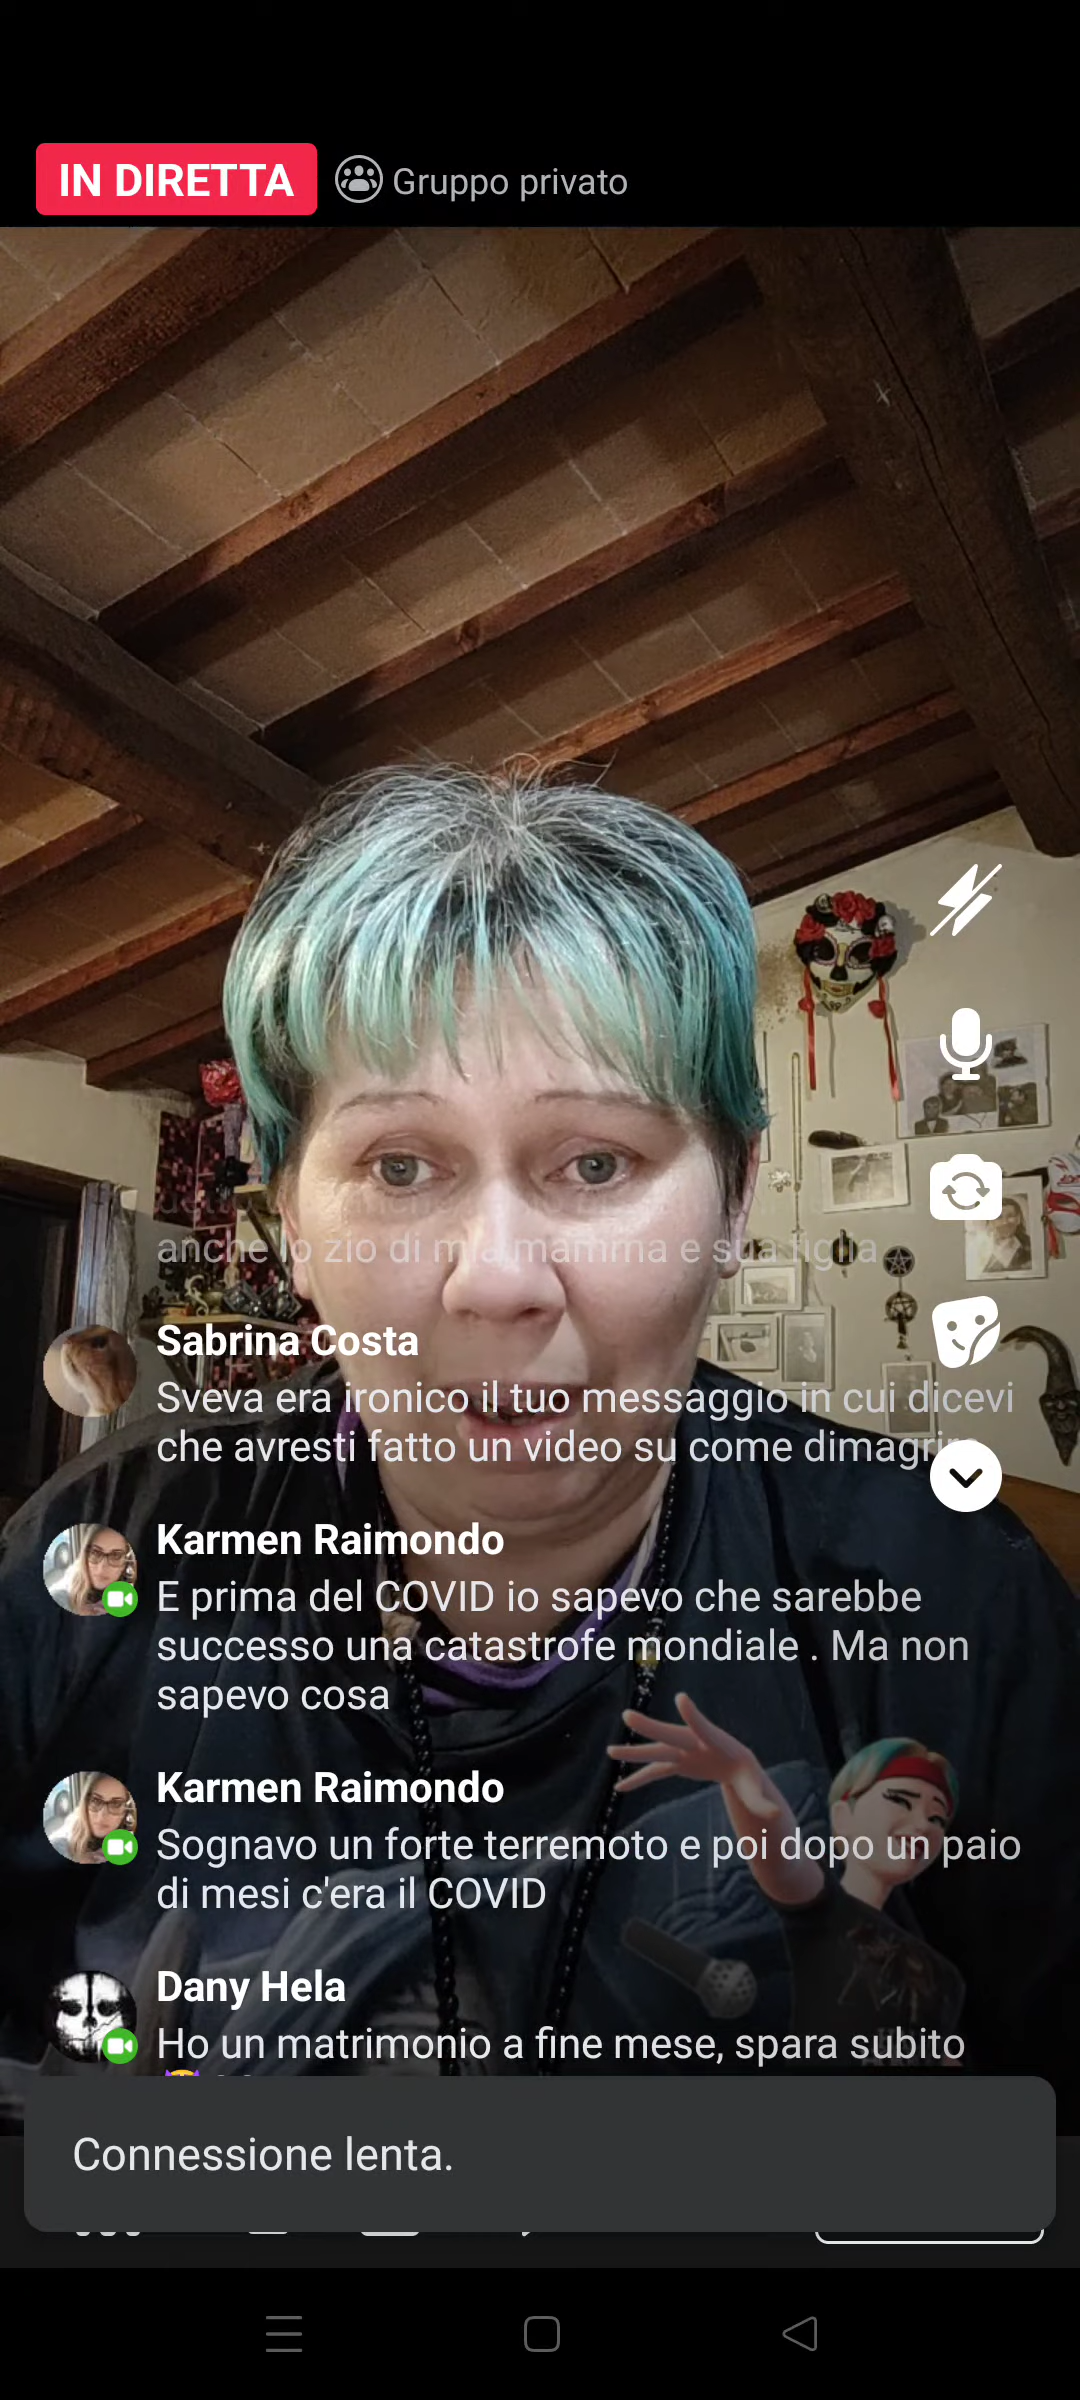 IN DIRETTA
Gruppo privato
anche lo zio di mia mamma e sua figlia
Sabrina Costa
Sveva era ironico il tuo messaggio in cui dicevi
che avresti fatto un video su come dimagrire
Karmen Raimondo
E prima del COVID io sapevo che sarebbe
successo una catastrofe mondiale . Ma non
sapevo cosa
Karmen Raimondo
Sognavo un forte terremoto e poi dopo un paio
di mesi c'era il COVID
Dany Hela
Ho un matrimonio a fine mese, spara subito
Connessione lenta.